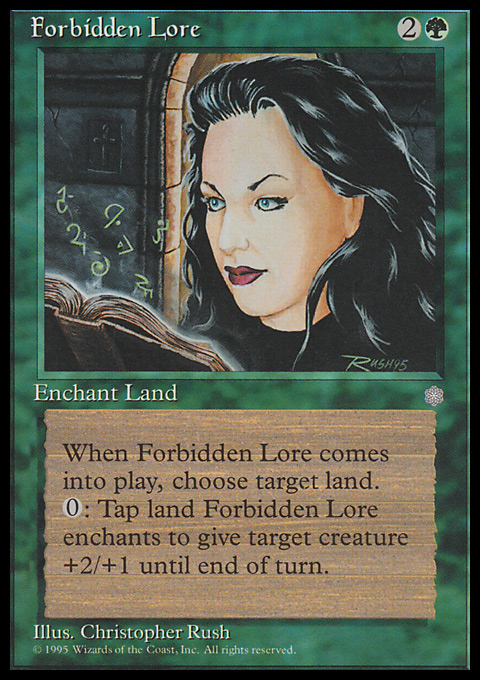 Forbidden Lore 2
RUSH95
Enchant Land
When Forbidden Lore comes
into play, choose target land.
0: Tap land Forbidden Lore
enchants to give target creature
+2/+1 until end of turn.
Illus. Christopher Rush
© 1995 Wizards of the Coast, Inc. All rights reserved.